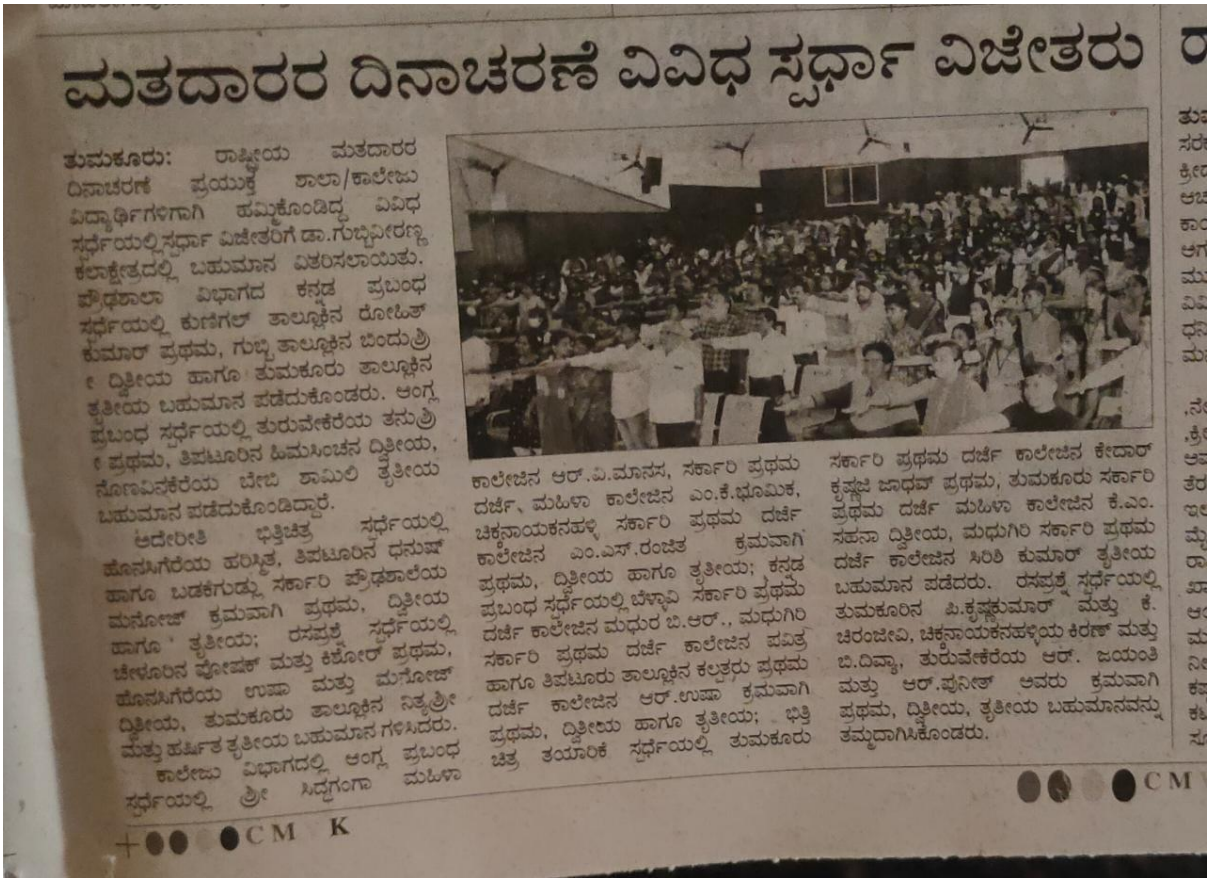 ಮತದಾರರ ದಿನಾಚರಣೆ ವಿವಿಧ ಸ್ಪರ್ಧಾ ವಿಜೇತರು
ತುಮಕೂರು: ರಾಷ್ಟ್ರೀಯ ಮತದಾರರ
ದಿನಾಚರಣೆ ಪ್ರಯುಕ್ತ ಶಾಲಾ/ಕಾಲೇಜು
ವಿದ್ಯಾರ್ಥಿಗಳಿಗಾಗಿ ಹಮ್ಮಿಕೊಂಡಿದ್ದ ವಿವಿಧ
ಸ್ಪರ್ಧೆಯಲ್ಲಿ ಸ್ಪರ್ಧಾ ವಿಜೇತರಿಗೆ ಡಾ.ಗುಬ್ಬಿವೀರಣ್ಣ
ಕಲಾಕ್ಷೇತ್ರದಲ್ಲಿ ಬಹುಮಾನ ವಿತರಿಸಲಾಯಿತು.
ಪ್ರೌಢಶಾಲಾ ವಿಭಾಗದ ಕನ್ನಡ ಪ್ರಬಂಧ
ಸ್ಪರ್ಧೆಯಲ್ಲಿ ಕುಣಿಗಲ್ ತಾಲ್ಲೂಕಿನ ರೋಹಿತ್
ಕುಮಾರ್ ಪ್ರಥಮ, ಗುಬ್ಬಿ ತಾಲ್ಲೂಕಿನ ಬಿಂದುಶ್ರಿ
ೀ ದ್ವಿತೀಯ ಹಾಗೂ ತುಮಕೂರು ತಾಲ್ಲೂಕಿನ
ತೃತೀಯ ಬಹುಮಾನ ಪಡೆದುಕೊಂಡರು. ಆಂಗ್ಲ
ಪ್ರಬಂಧ ಸ್ಪರ್ಧೆಯಲ್ಲಿ ತುರುವೇಕೆರೆಯ ತನುಶ್ರಿ
ೀ ಪ್ರಥಮ, ತಿಪಟೂರಿನ ಹಿಮಸಿಂಚನ ದ್ವಿತೀಯ,
ನೊಣವಿನಕೆರೆಯ ಬೇಬಿ ಶಾಮಿಲಿ ತೃತೀಯ
ಬಹುಮಾನ ಪಡೆದುಕೊಂಡಿದ್ದಾರೆ.
ಅದೇರೀತಿ ಭಿತ್ತಿಚಿತ್ರ ಸ್ಪರ್ಧೆಯಲ್ಲಿ
ಹೊನಸಿಗೆರೆಯ ಹರಿಸ್ಮಿತ, ತಿಪಟೂರಿನ ಧನುಷ್
ಹಾಗೂ ಬಡಕೆಗುಡ್ಲು ಸರ್ಕಾರಿ ಪ್ರೌಢಶಾಲೆಯ
ಮನೋಜ್ ಕ್ರಮವಾಗಿ ಪ್ರಥಮ, ದ್ವಿತೀಯ
ಹಾಗೂ ತೃತೀಯ; ರಸಪ್ರಶ್ನೆ ಸ್ಪರ್ಧೆಯಲ್ಲಿ
ಚೇಳೂರಿನ ಪೋಷಕ್ ಮತ್ತು ಕಿಶೋರ್ ಪ್ರಥಮ,
ಹೊನಸಿಗೆರೆಯ ಉಷಾ ಮತ್ತು ಮನೋಜ್
ದ್ವಿತೀಯ, ತುಮಕೂರು ತಾಲ್ಲೂಕಿನ ನಿತ್ಯಶ್ರೀ
ಮತ್ತು ಹರ್ಷಿತ ತೃತೀಯ ಬಹುಮಾನ ಗಳಿಸಿದರು.
ಕಾಲೇಜು ವಿಭಾಗದಲ್ಲಿ ಆಂಗ್ಲ ಪ್ರಬಂಧ
ಸ್ಪರ್ಧೆಯಲ್ಲಿ ಶ್ರೀ ಸಿದ್ಧಗಂಗಾ ಮಹಿಳಾ
ಕಾಲೇಜಿನ ಆರ್.ವಿ.ಮಾನಸ, ಸರ್ಕಾರಿ ಪ್ರಥಮ
ದರ್ಜೆ ಮಹಿಳಾ ಕಾಲೇಜಿನ ಎಂ.ಕೆ.ಭೂಮಿಕ,
ಚಿಕ್ಕನಾಯಕನಹಳ್ಳಿ ಸರ್ಕಾರಿ ಪ್ರಥಮ ದರ್ಜೆ
ಕಾಲೇಜಿನ ಎಂ.ಎಸ್.ರಂಜಿತ ಕ್ರಮವಾಗಿ
ಪ್ರಥಮ, ದ್ವಿತೀಯ ಹಾಗೂ ತೃತೀಯ; ಕನ್ನಡ
ಪ್ರಬಂಧ ಸ್ಪರ್ಧೆಯಲ್ಲಿ ಬೆಳ್ಳಾವಿ ಸರ್ಕಾರಿ ಪ್ರಥಮ
ದರ್ಜೆ ಕಾಲೇಜಿನ ಮಧುರ ಬಿ.ಆರ್., ಮಧುಗಿರಿ
ಸರ್ಕಾರಿ ಪ್ರಥಮ ದರ್ಜೆ ಕಾಲೇಜಿನ ಪವಿತ್ರ
ಹಾಗೂ ತಿಪಟೂರು ತಾಲ್ಲೂಕಿನ ಕಲ್ಪತರು ಪ್ರಥಮ
ದರ್ಜೆ ಕಾಲೇಜಿನ ಆರ್.ಉಷಾ ಕ್ರಮವಾಗಿ
ಪ್ರಥಮ, ದ್ವಿತೀಯ ಹಾಗೂ ತೃತೀಯ; ಭಿತ್ತಿ
ಚಿತ್ರ ತಯಾರಿಕೆ ಸ್ಪರ್ಧೆಯಲ್ಲಿ ತುಮಕೂರು
ಸರ್ಕಾರಿ ಪ್ರಥಮ ದರ್ಜೆ ಕಾಲೇಜಿನ ಕೇದಾರ್
ಕೃಷ್ಣಜಿ ಜಾಧವ್ ಪ್ರಥಮ, ತುಮಕೂರು ಸರ್ಕಾರಿ
ಪ್ರಥಮ ದರ್ಜೆ ಮಹಿಳಾ ಕಾಲೇಜಿನ ಕೆ.ಎಂ.
ಸಹನಾ ದ್ವಿತೀಯ, ಮಧುಗಿರಿ ಸರ್ಕಾರಿ ಪ್ರಥಮ
ದರ್ಜೆ ಕಾಲೇಜಿನ ಸಿರಿಶಿ ಕುಮಾರ್ ತೃತೀಯ
ಬಹುಮಾನ ಪಡೆದರು. ರಸಪ್ರಶ್ನೆ ಸ್ಪರ್ಧೆಯಲ್ಲಿ
ತುಮಕೂರಿನ ಪಿ.ಕೃಷ್ಣಕುಮಾರ್ ಮತ್ತು ಕೆ.
ಚಿರಂಜೀವಿ, ಚಿಕ್ಕನಾಯಕನಹಳ್ಳಿಯ ಕಿರಣ್ ಮತ್ತು
ಬಿ.ದಿವ್ಯಾ, ತುರುವೇಕೆರೆಯ ಆರ್. ಜಯಂತಿ
ಮತ್ತು ಆರ್.ಪುನೀತ್ ಅವರು ಕ್ರಮವಾಗಿ
ಪ್ರಥಮ, ದ್ವಿತೀಯ, ತೃತೀಯ ಬಹುಮಾನವನ್ನು
ತಮ್ಮದಾಗಿಸಿಕೊಂಡರು.
C M Y K
C M